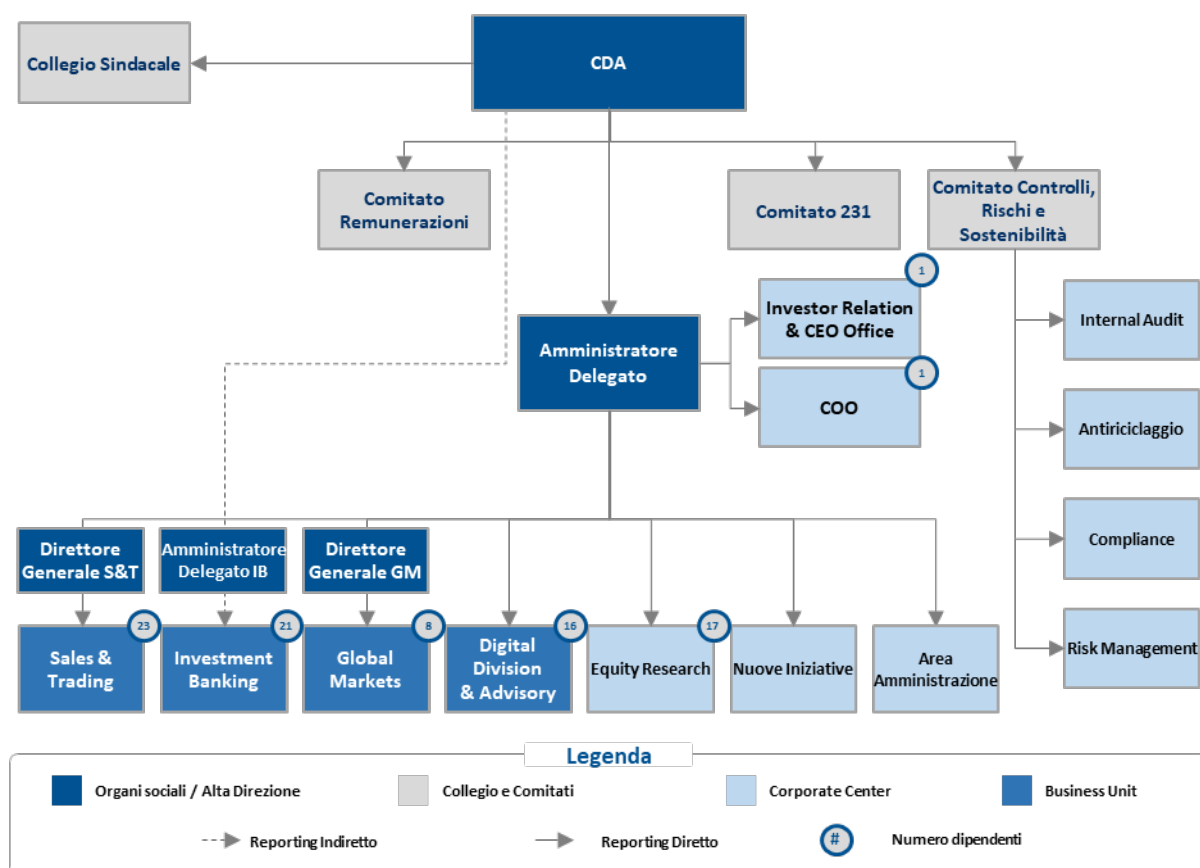 CDA
Collegio Sindacale
Comitato
Remunerazioni
Comitato 231
Comitato Controlli,
Rischi e
Sostenibilità
1
Investor Relation
& CEO Office
Internal Audit
Amministratore
Delegato
1
COO
Antiriciclaggio
Compliance
Direttore
Generale S&T
Amministratore
Delegato IB
Direttore
Generale GM
23
Sales &
Trading
21
Investment
Banking
8
Global
Markets
16
Digital
Division
& Advisory
17
Equity Research
Nuove Iniziative
Area
Amministrazione
Risk Management
Legenda
Organi sociali / Alta Direzione
Collegio e Comitati
Corporate Center
Business Unit
Reporting Indiretto
Reporting Diretto
#
Numero dipendenti